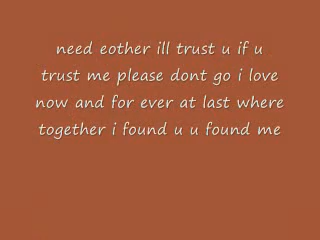 need eother ill trust u if u
trust me please dont go i love
now and for ever at last where
together i found u u found me